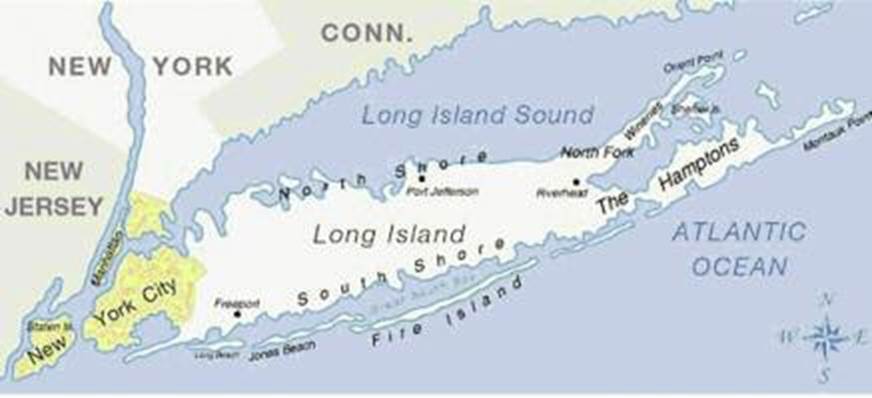 CONN.
NEW YORK
Orient Point
Long Island Sound
Shelter Is.
Wineries
Montauk Point
North Fork
North Shore
NEW
JERSEY
Port Jefferson
Riverhead
The Hamptons
Long Island
ATLANTIC
OCEAN
Manhattan
South Shore
Great South Bay
New York City
Freeport
Fire Island
Staten Is.
Long Beach
Jones Beach
N
W E
S